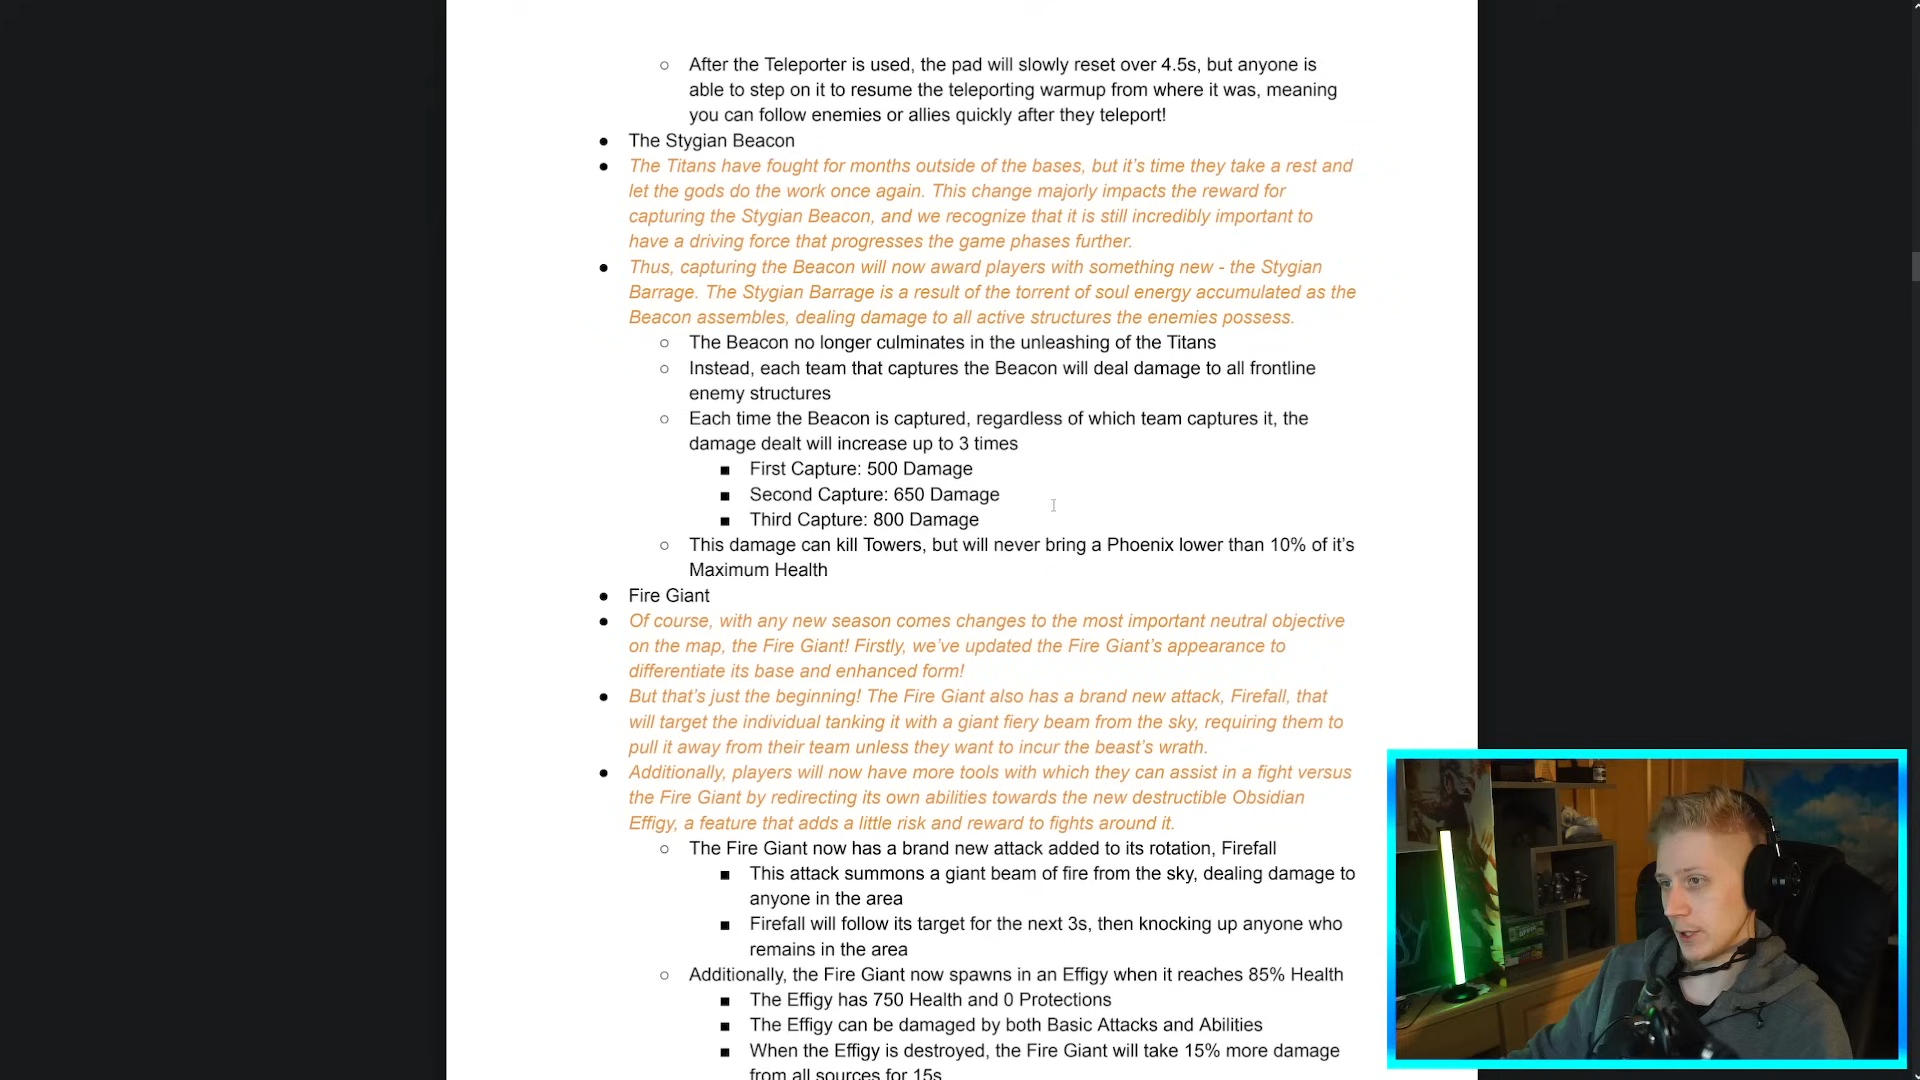 ○ After the Teleporter is used, the pad will slowly reset over 4.5s, but anyone is
able to step on it to resume the teleporting warmup from where it was, meaning
you can follow enemies or allies quickly after they teleport!
● The Stygian Beacon
● The Titans have fought for months outside of the bases, but it's time they take a rest and
let the gods do the work once again. This change majorly impacts the reward for
capturing the Stygian Beacon, and we recognize that it is still incredibly important to
have a driving force that progresses the game phases further.
● Thus, capturing the Beacon will now award players with something new - the Stygian
Barrage. The Stygian Barrage is a result of the torrent of soul energy accumulated as the
Beacon assembles, dealing damage to all active structures the enemies possess.
○ The Beacon no longer culminates in the unleashing of the Titans
○ Instead, each team that captures the Beacon will deal damage to all frontline
enemy structures
○ Each time the Beacon is captured, regardless of which team captures it, the
damage dealt will increase up to 3 times
■ First Capture: 500 Damage
■ Second Capture: 650 Damage
■ Third Capture: 800 Damage
○ This damage can kill Towers, but will never bring a Phoenix lower than 10% of it's
Maximum Health
● Fire Giant
● Of course, with any new season comes changes to the most important neutral objective
on the map, the Fire Giant! Firstly, we've updated the Fire Giant's appearance to
differentiate its base and enhanced form!
● But that's just the beginning! The Fire Giant also has a brand new attack, Firefall, that
will target the individual tanking it with a giant fiery beam from the sky, requiring them to
pull it away from their team unless they want to incur the beast's wrath.
● Additionally, players will now have more tools with which they can assist in a fight versus
the Fire Giant by redirecting its own abilities towards the new destructible Obsidian
Effigy, a feature that adds a little risk and reward to fights around it.
○ The Fire Giant now has a brand new attack added to its rotation, Firefall
■ This attack summons a giant beam of fire from the sky, dealing damage to
anyone in the area
■ Firefall will follow its target for the next 3s, then knocking up anyone who
remains in the area
○ Additionally, the Fire Giant now spawns in an Effigy when it reaches 85% Health
■ The Effigy has 750 Health and 0 Protections
■ The Effigy can be damaged by both Basic Attacks and Abilities
■ When the Effigy is destroyed, the Fire Giant will take 15% more damage
from all sources for 15s